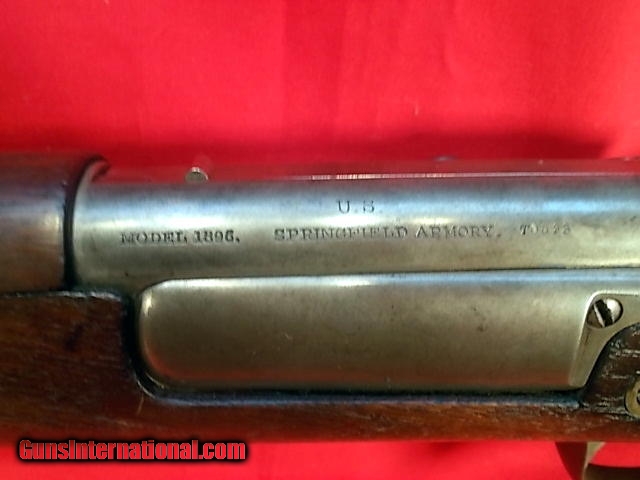 U.S.
MODEL 1896. SPRINGFIELD ARMORY.
GunsInternational.com